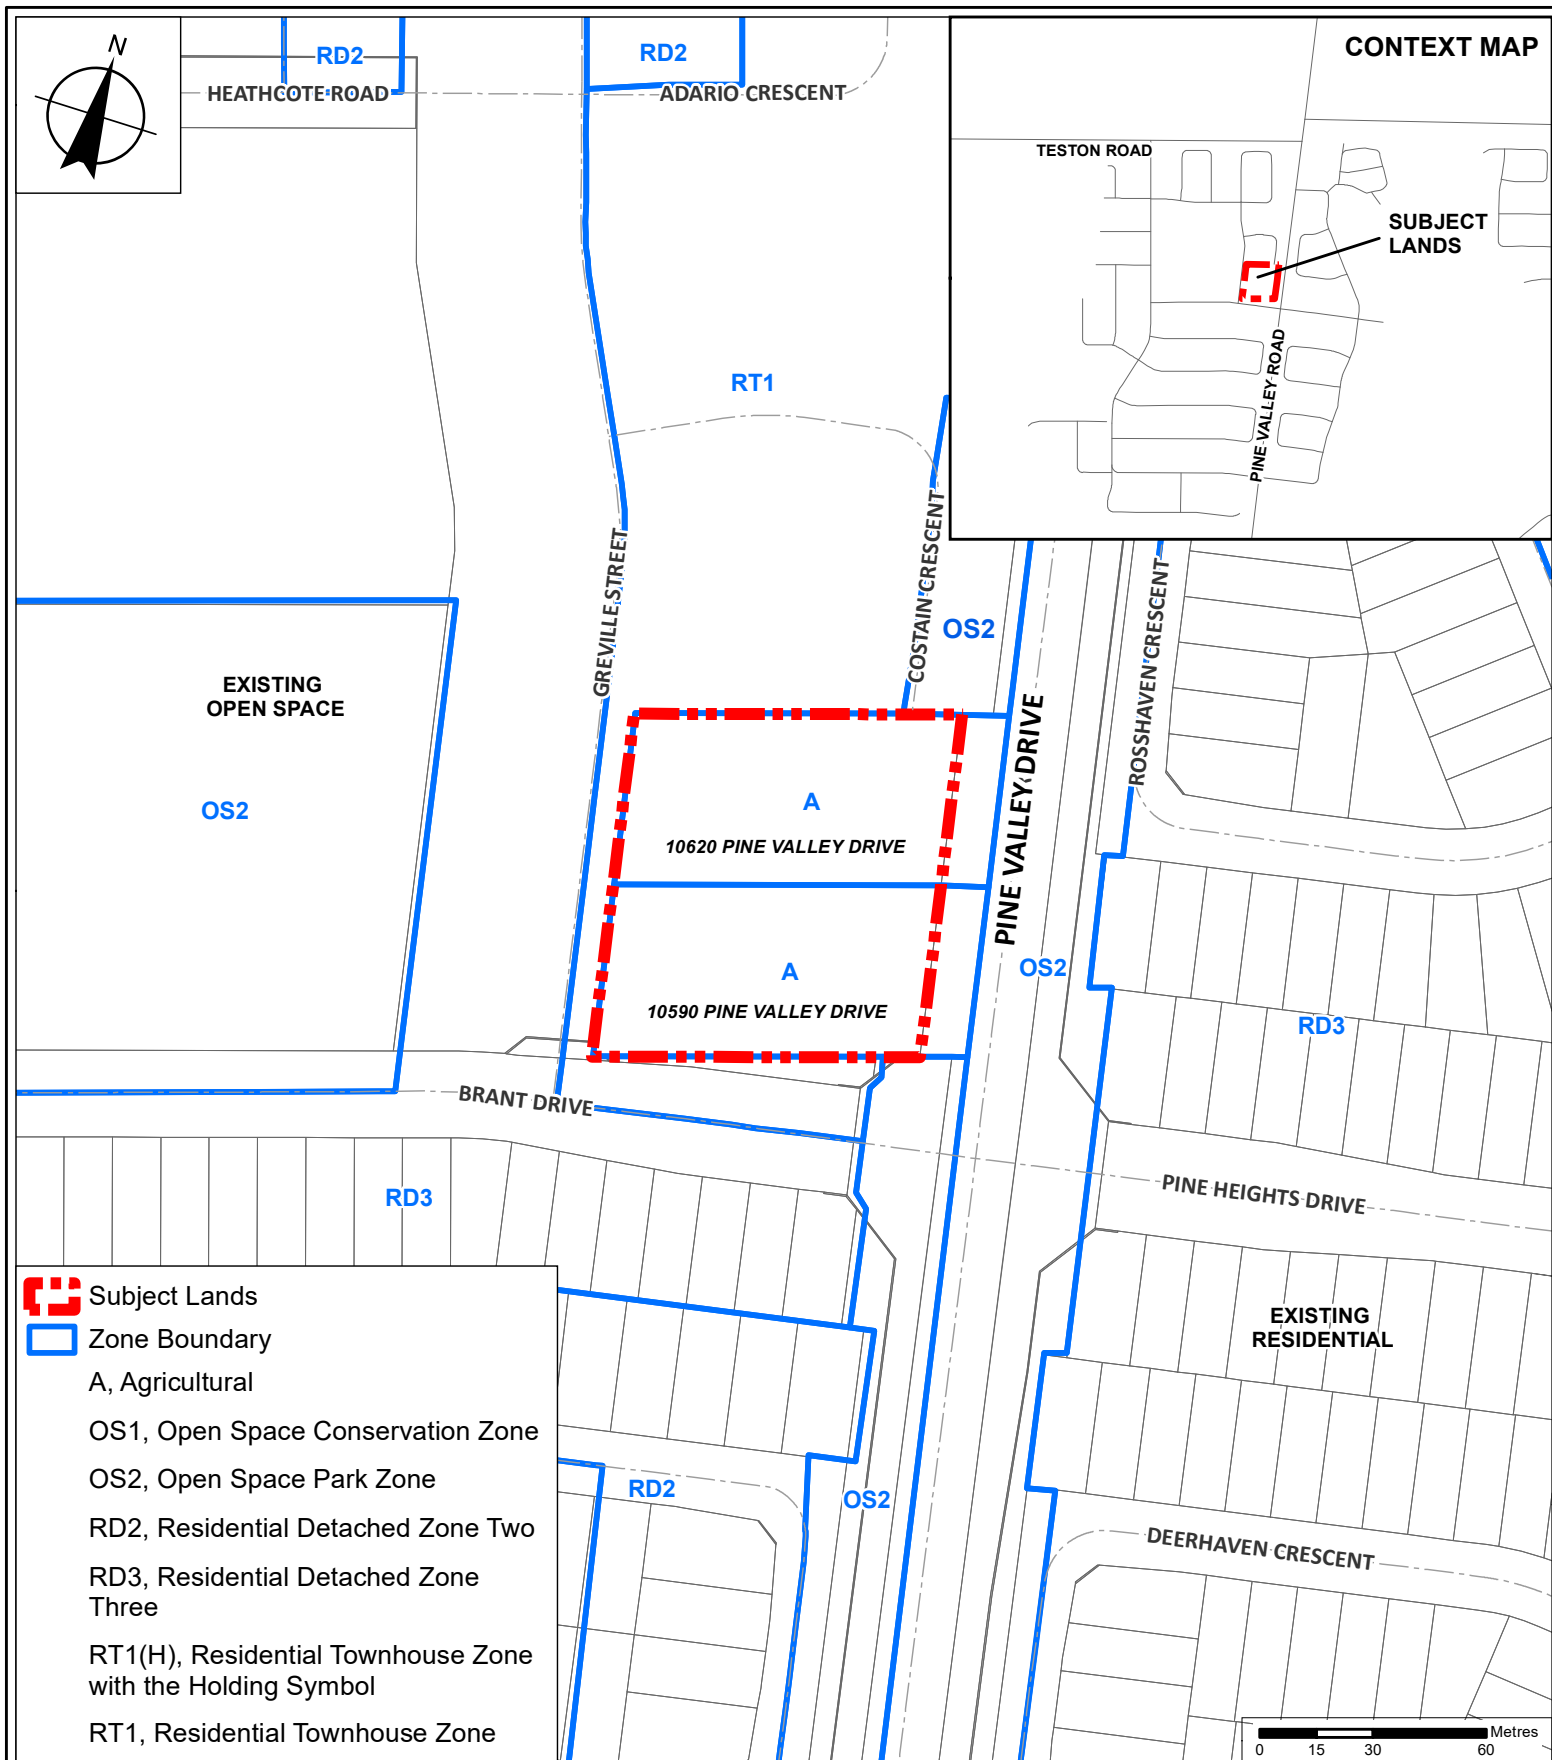 N
RD2
RD2
HEATHCOTE ROAD
ADARIO CRESCENT
CONTEXT MAP
TESTON ROAD
SUBJECT
LANDS
PINE VALLEY ROAD
RT1
GREVILLE STREET
COSTAIN CRESCENT
OS2
ROSSHAVEN CRESCENT
EXISTING
OPEN SPACE
OS2
PINE VALLEY DRIVE
A
10620 PINE VALLEY DRIVE
A
10590 PINE VALLEY DRIVE
OS2
RD3
BRANT DRIVE
RD3
PINE HEIGHTS DRIVE
EXISTING
RESIDENTIAL
RD2
OS2
DEERHAVEN CRESCENT
Subject Lands
Zone Boundary
A, Agricultural
OS1, Open Space Conservation Zone
OS2, Open Space Park Zone
RD2, Residential Detached Zone Two
RD3, Residential Detached Zone
Three
RT1(H), Residential Townhouse Zone
with the Holding Symbol
RT1, Residential Townhouse Zone
Metres
0 15 30 60